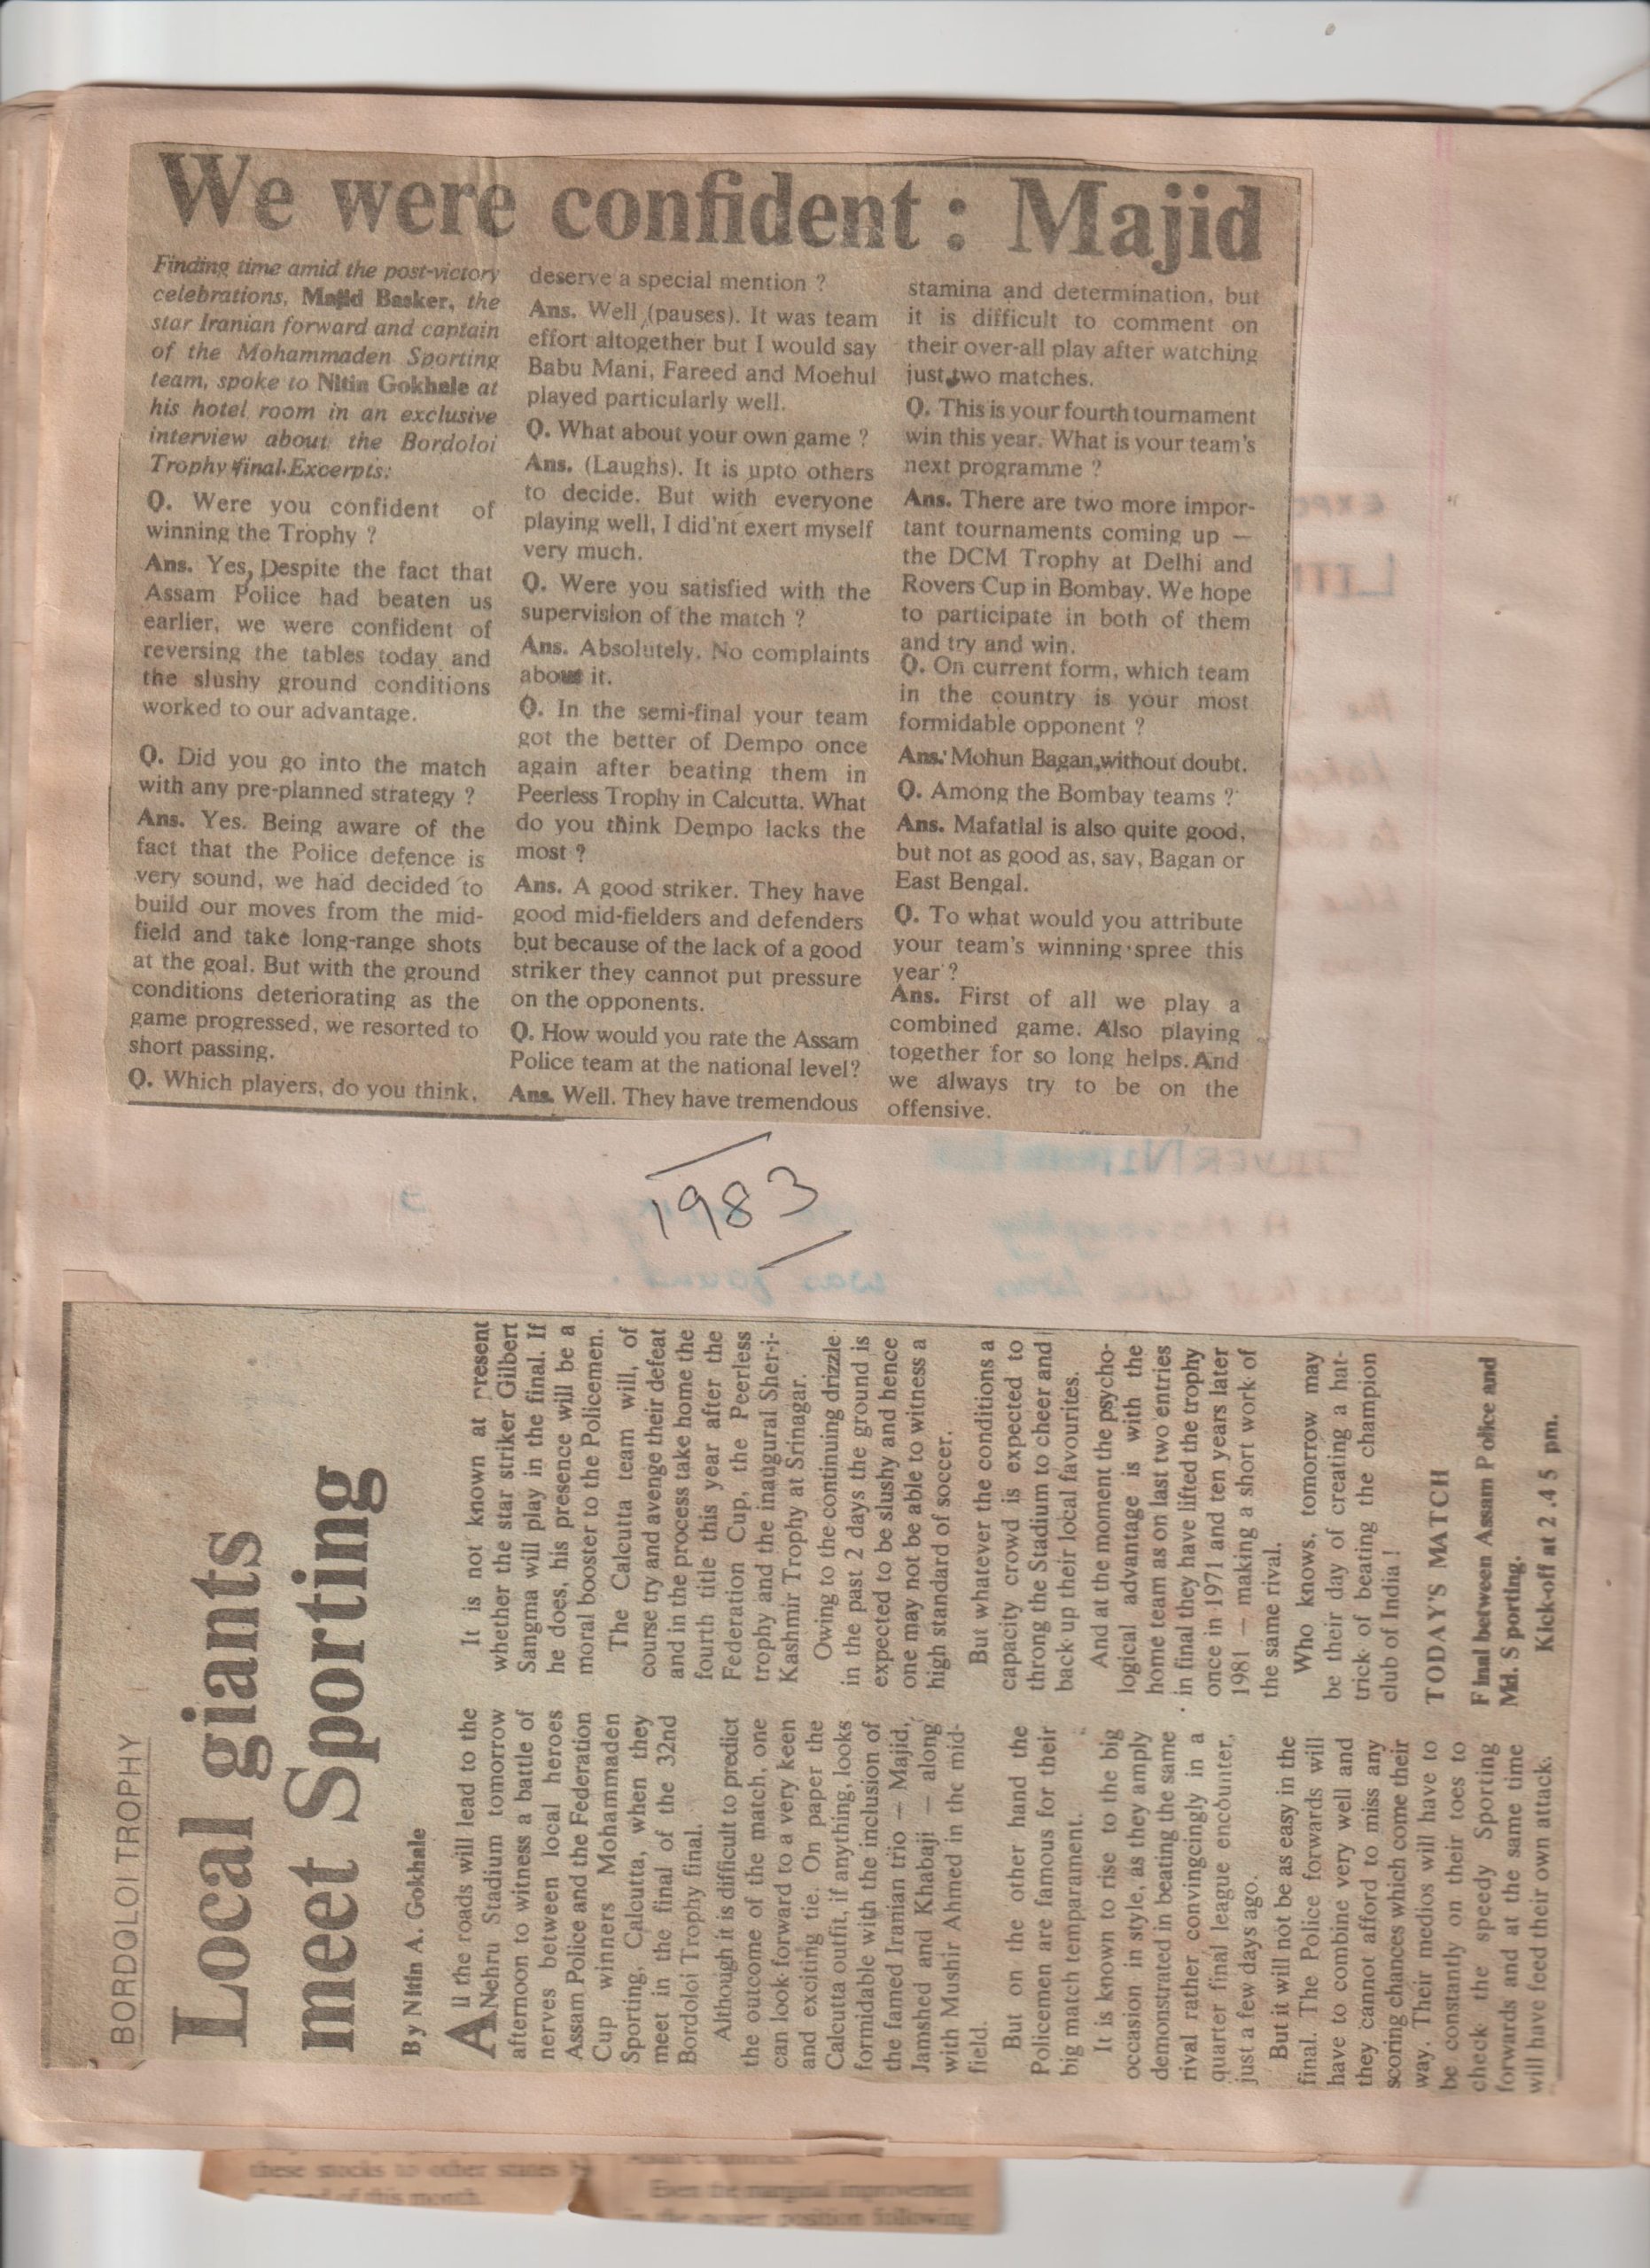 We were confident : Majid
Finding time amid the post-victory
celebrations, Majid Basker, the
star Iranian forward and captain
of the Mohammaden Sporting
team, spoke to Nitin Gokhale at
his hotel room in an exclusive
interview about the Bordoloi
Trophy final. Excerpts:
Q. Were you confident of
winning the Trophy ?
Ans. Yes, Despite the fact that
Assam Police had beaten us
earlier, we were confident of
reversing the tables today and
the slushy ground conditions
worked to our advantage.
Q. Did you go into the match
with any pre-planned strategy ?
Ans. Yes. Being aware of the
fact that the Police defence is
very sound, we had decided to
build our moves from the mid-
field and take long-range shots
at the goal. But with the ground
conditions deteriorating as the
game progressed, we resorted to
short passing.
Q. Which players, do you think,
deserve a special mention ?
Ans. Well (pauses). It was team
effort altogether but I would say
Babu Mani, Fareed and Moehul
played particularly well.
Q. What about your own game ?
Ans. (Laughs). It is upto others
to decide. But with everyone
playing well, I did'nt exert myself
very much.
Q. Were you satisfied with the
supervision of the match ?
Ans. Absolutely. No complaints
about it.
Q. In the semi-final your team
got the better of Dempo once
again after beating them in
Peerless Trophy in Calcutta. What
do you think Dempo lacks the
most ?
Ans. A good striker. They have
good mid-fielders and defenders
but because of the lack of a good
striker they cannot put pressure
on the opponents.
Q. How would you rate the Assam
Police team at the national level?
Ans. Well. They have tremendous
stamina and determination, but
it is difficult to comment on
their over-all play after watching
just two matches.
Q. This is your fourth tournament
win this year. What is your team's
next programme ?
Ans. There are two more impor-
tant tournaments coming up —
the DCM Trophy at Delhi and
Rovers Cup in Bombay. We hope
to participate in both of them
and try and win.
Q. On current form, which team
in the country is your most
formidable opponent ?
Ans. Mohun Bagan, without doubt.
Q. Among the Bombay teams ?
Ans. Mafatlal is also quite good,
but not as good as, say, Bagan or
East Bengal.
Q. To what would you attribute
your team's winning spree this
year ?
Ans. First of all we play a
combined game. Also playing
together for so long helps. And
we always try to be on the
offensive.
1983
BORDOLOI TROPHY
Local giants
meet Sporting
By Nitin A. Gokhale
All the roads will lead to the
Nehru Stadium tomorrow
afternoon to witness a battle of
nerves between local heroes
Assam Police and the Federation
Cup winners Mohammaden
Sporting, Calcutta, when they
meet in the final of the 32nd
Bordoloi Trophy final.
Although it is difficult to predict
the outcome of the match, one
can look forward to a very keen
and exciting tie. On paper the
Calcutta outfit, if anything, looks
formidable with the inclusion of
the famed Iranian trio — Majid,
Jamshed and Khabaji — along
with Mushir Ahmed in the mid-
field.
But on the other hand the
Policemen are famous for their
big match temparament.
It is known to rise to the big
occasion in style, as they amply
demonstrated in beating the same
rival rather convincingly in a
quarter final league encounter,
just a few days ago.
But it will not be as easy in the
final. The Police forwards will
have to combine very well and
they cannot afford to miss any
scoring chances which come their
way. Their medios will have to
be constantly on their toes to
check the speedy Sporting
forwards and at the same time
will have feed their own attack.
It is not known at present
whether the star striker Gilbert
Sangma will play in the final. If
he does, his presence will be a
moral booster to the Policemen.
The Calcutta team will, of
course try and avenge their defeat
and in the process take home the
fourth title this year after the
Federation Cup, the Peerless
trophy and the inaugural Sher-i-
Kashmir Trophy at Srinagar.
Owing to the continuing drizzle
in the past 2 days the ground is
expected to be slushy and hence
one may not be able to witness a
high standard of soccer.
But whatever the conditions a
capacity crowd is expected to
throng the Stadium to cheer and
back up their local favourites.
And at the moment the psycho-
logical advantage is with the
home team as on last two entries
in final they have lifted the trophy
once in 1971 and ten years later
1981 — making a short work of
the same rival.
Who knows, tomorrow may
be their day of creating a hat-
trick of beating the champion
club of India !
TODAY'S MATCH
Final between Assam Police and
Md. Sporting.
Kick-off at 2.45 pm.
these stocks to other states
end of this month.
Even the marginal improvement
in the power position following